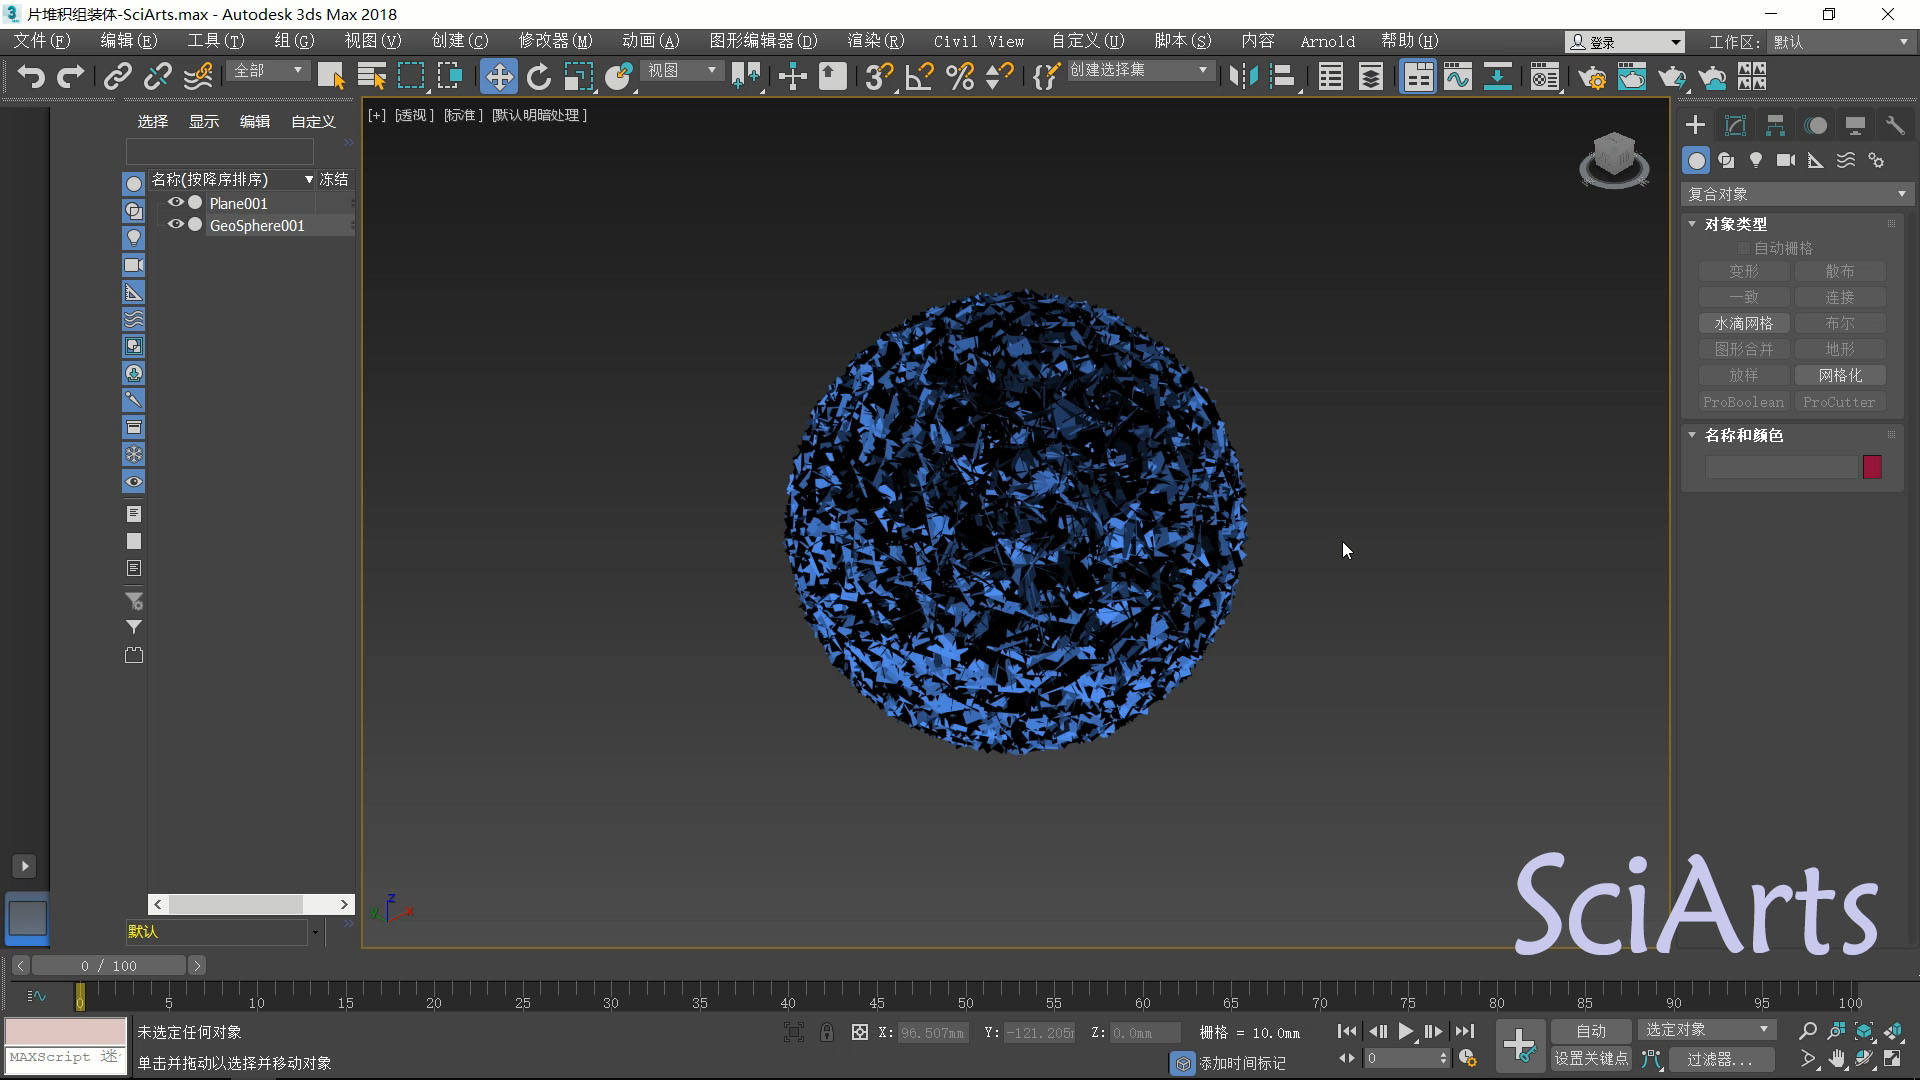 片堆积组装体-SciArts.max - Autodesk 3ds Max 2018
文件(F) 编辑(E) 工具(T) 组(G) 视图(V) 创建(C) 修改器(M) 动画(A) 图形编辑器(D) 渲染(R) Civil View 自定义(U) 脚本(S) 内容 Arnold 帮助(H) 登录 工作区: 默认
全部 视图 创建选择集
选择 显示 编辑 自定义
[+] [透视] [标准] [默认明暗处理]
名称(按降序排序) 冻结
Plane001
GeoSphere001
复合对象
对象类型
自动栅格
变形 散布
一致 连接
水滴网格 布尔
图形合并 地形
放样 网格化
ProBoolean ProCutter
名称和颜色
z
y x
SciArts
默认
0 / 100
0 5 10 15 20 25 30 35 40 45 50 55 60 65 70 75 80 85 90 95 100
未选定任何对象 X: 96.507mm Y: -121.205 Z: 0.0mm 栅格 = 10.0mm 自动 选定对象
MAXScript 迷 单击并拖动以选择并移动对象 添加时间标记 0 设置关键点 过滤器...